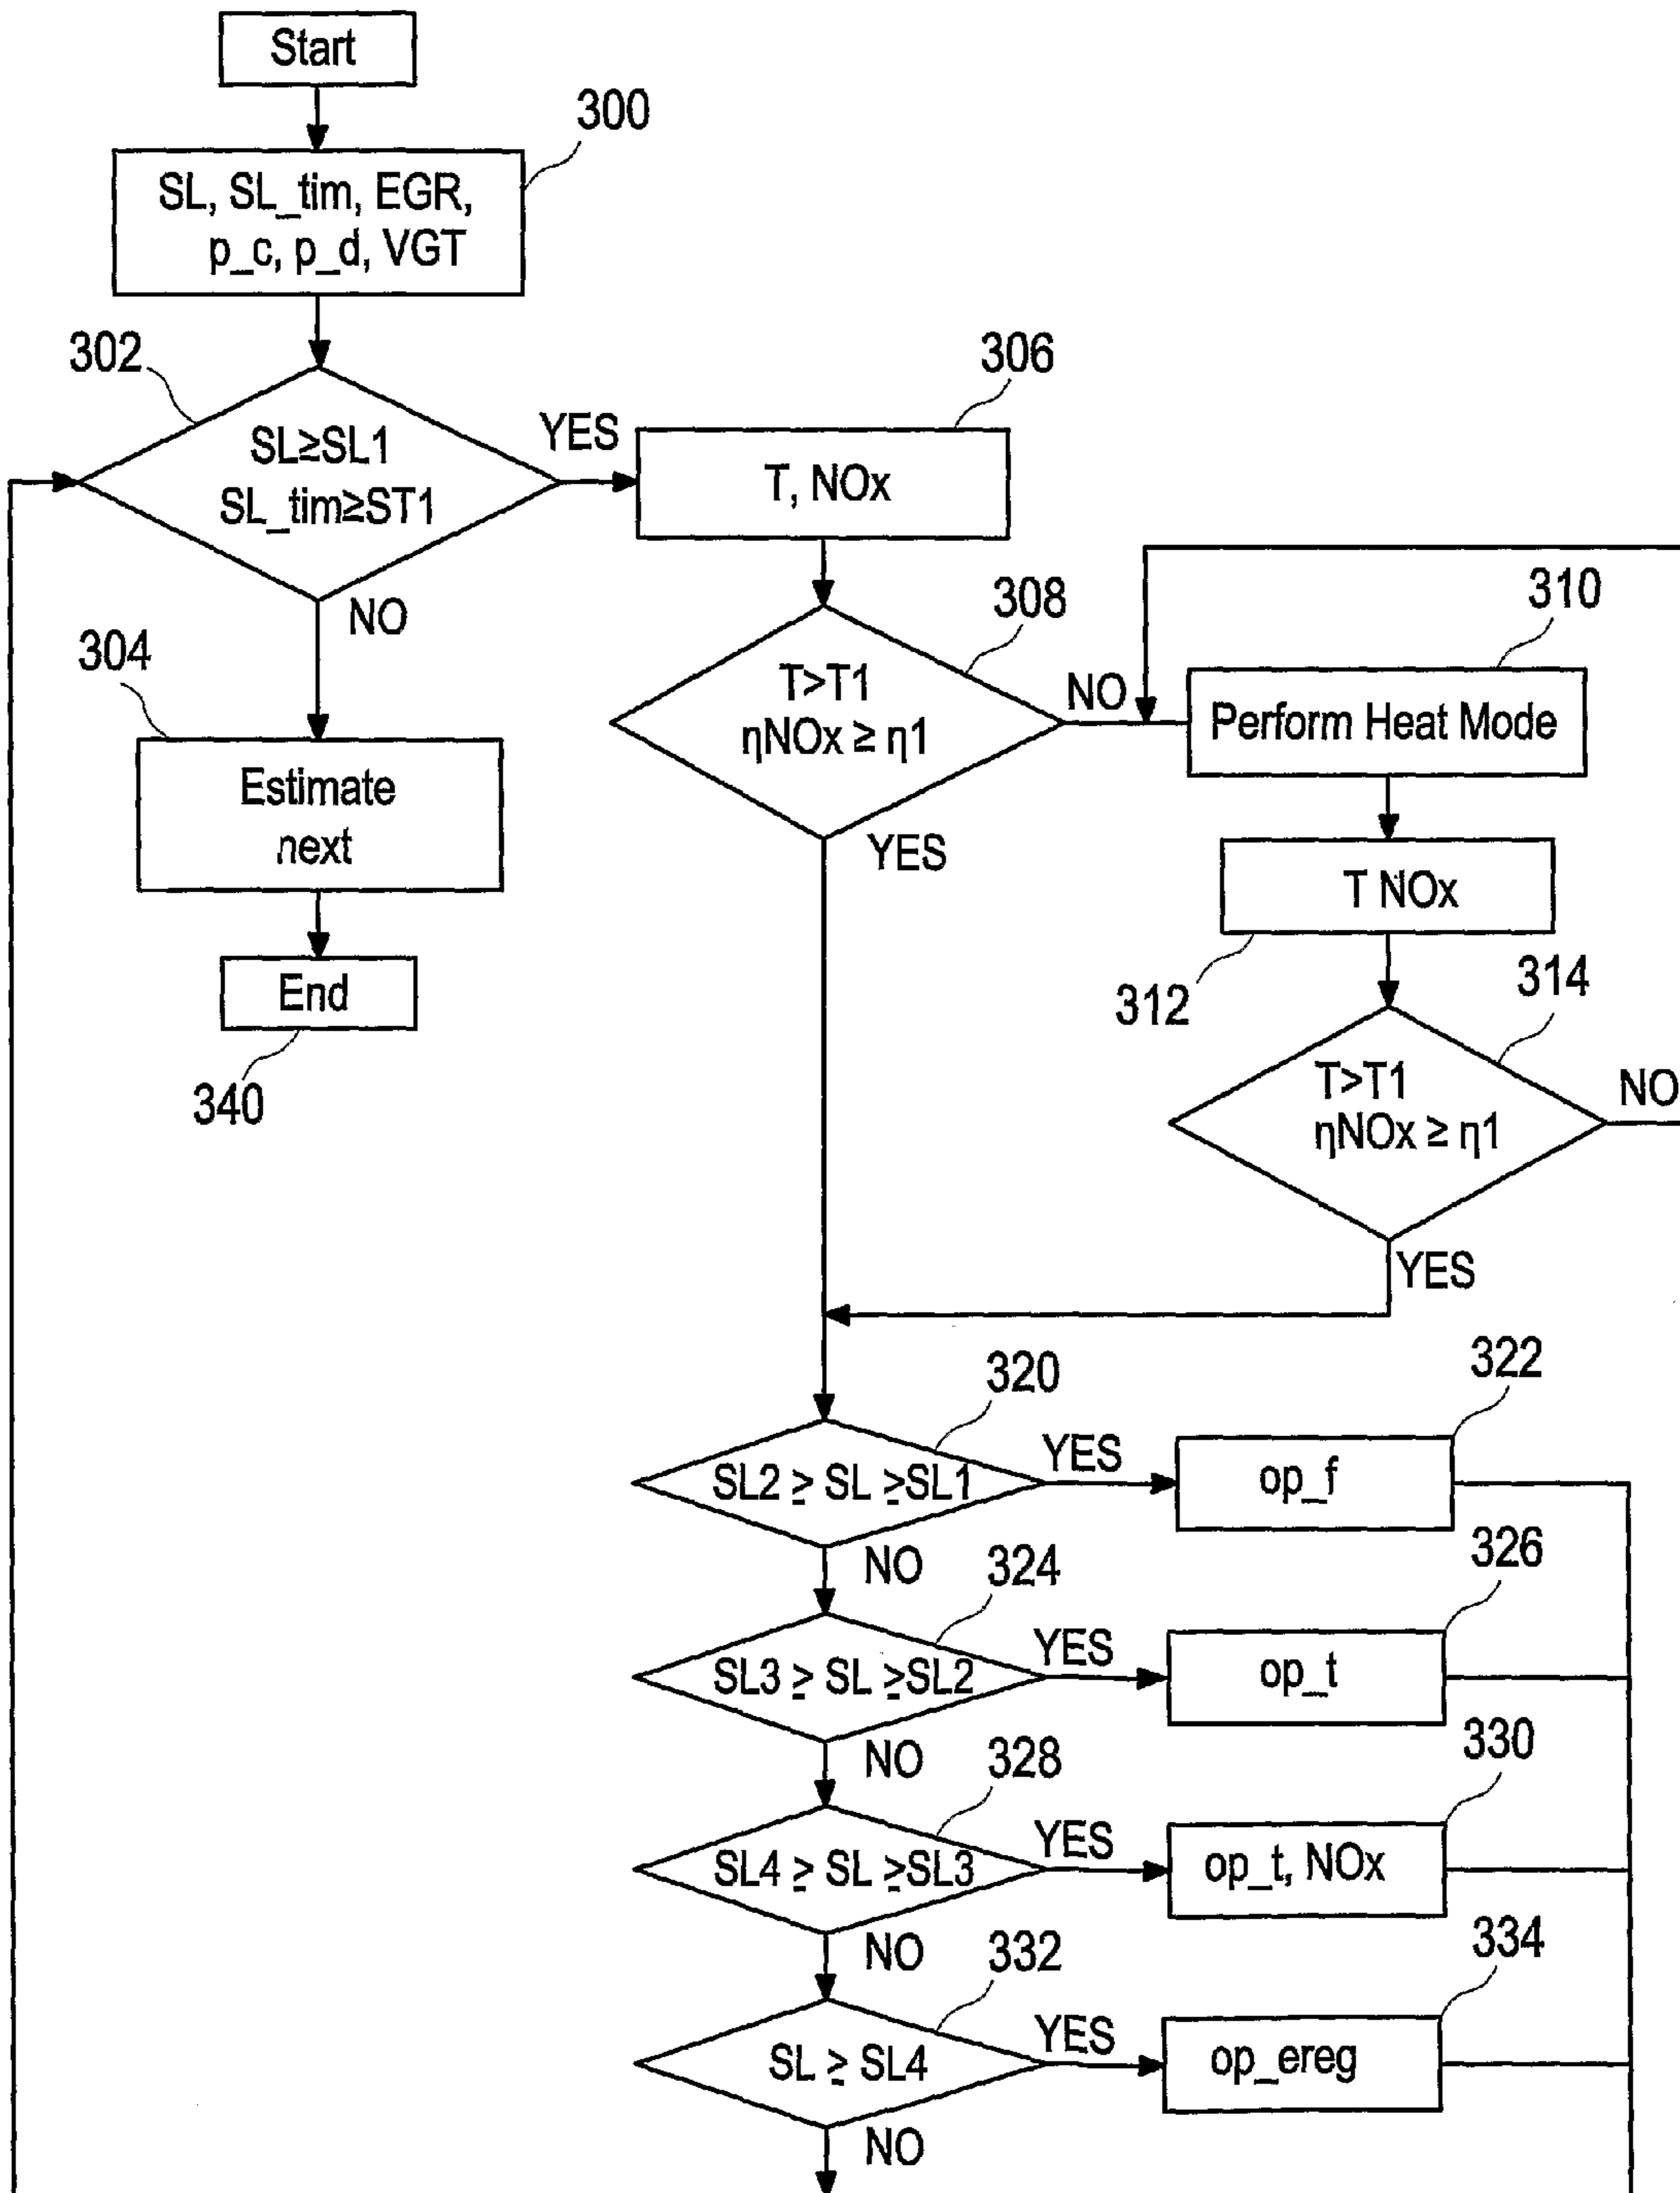 Start
300
SL, SL_tim, EGR,
p_c, p_d, VGT
302
SL≥SL1
SL_tim≥ST1
YES
306
T, NOx
NO
304
Estimate
next
End
340
308
T>T1
ηNOx ≥ η1
NO
YES
310
Perform Heat Mode
T NOx
312
314
T>T1
ηNOx ≥ η1
NO
YES
320
SL2 ≥ SL ≥SL1
YES
322
op_f
NO
324
SL3 ≥ SL ≥SL2
YES
326
op_t
NO
328
SL4 ≥ SL ≥SL3
YES
330
op_t, NOx
NO
332
SL ≥ SL4
YES
334
op_ereg
NO